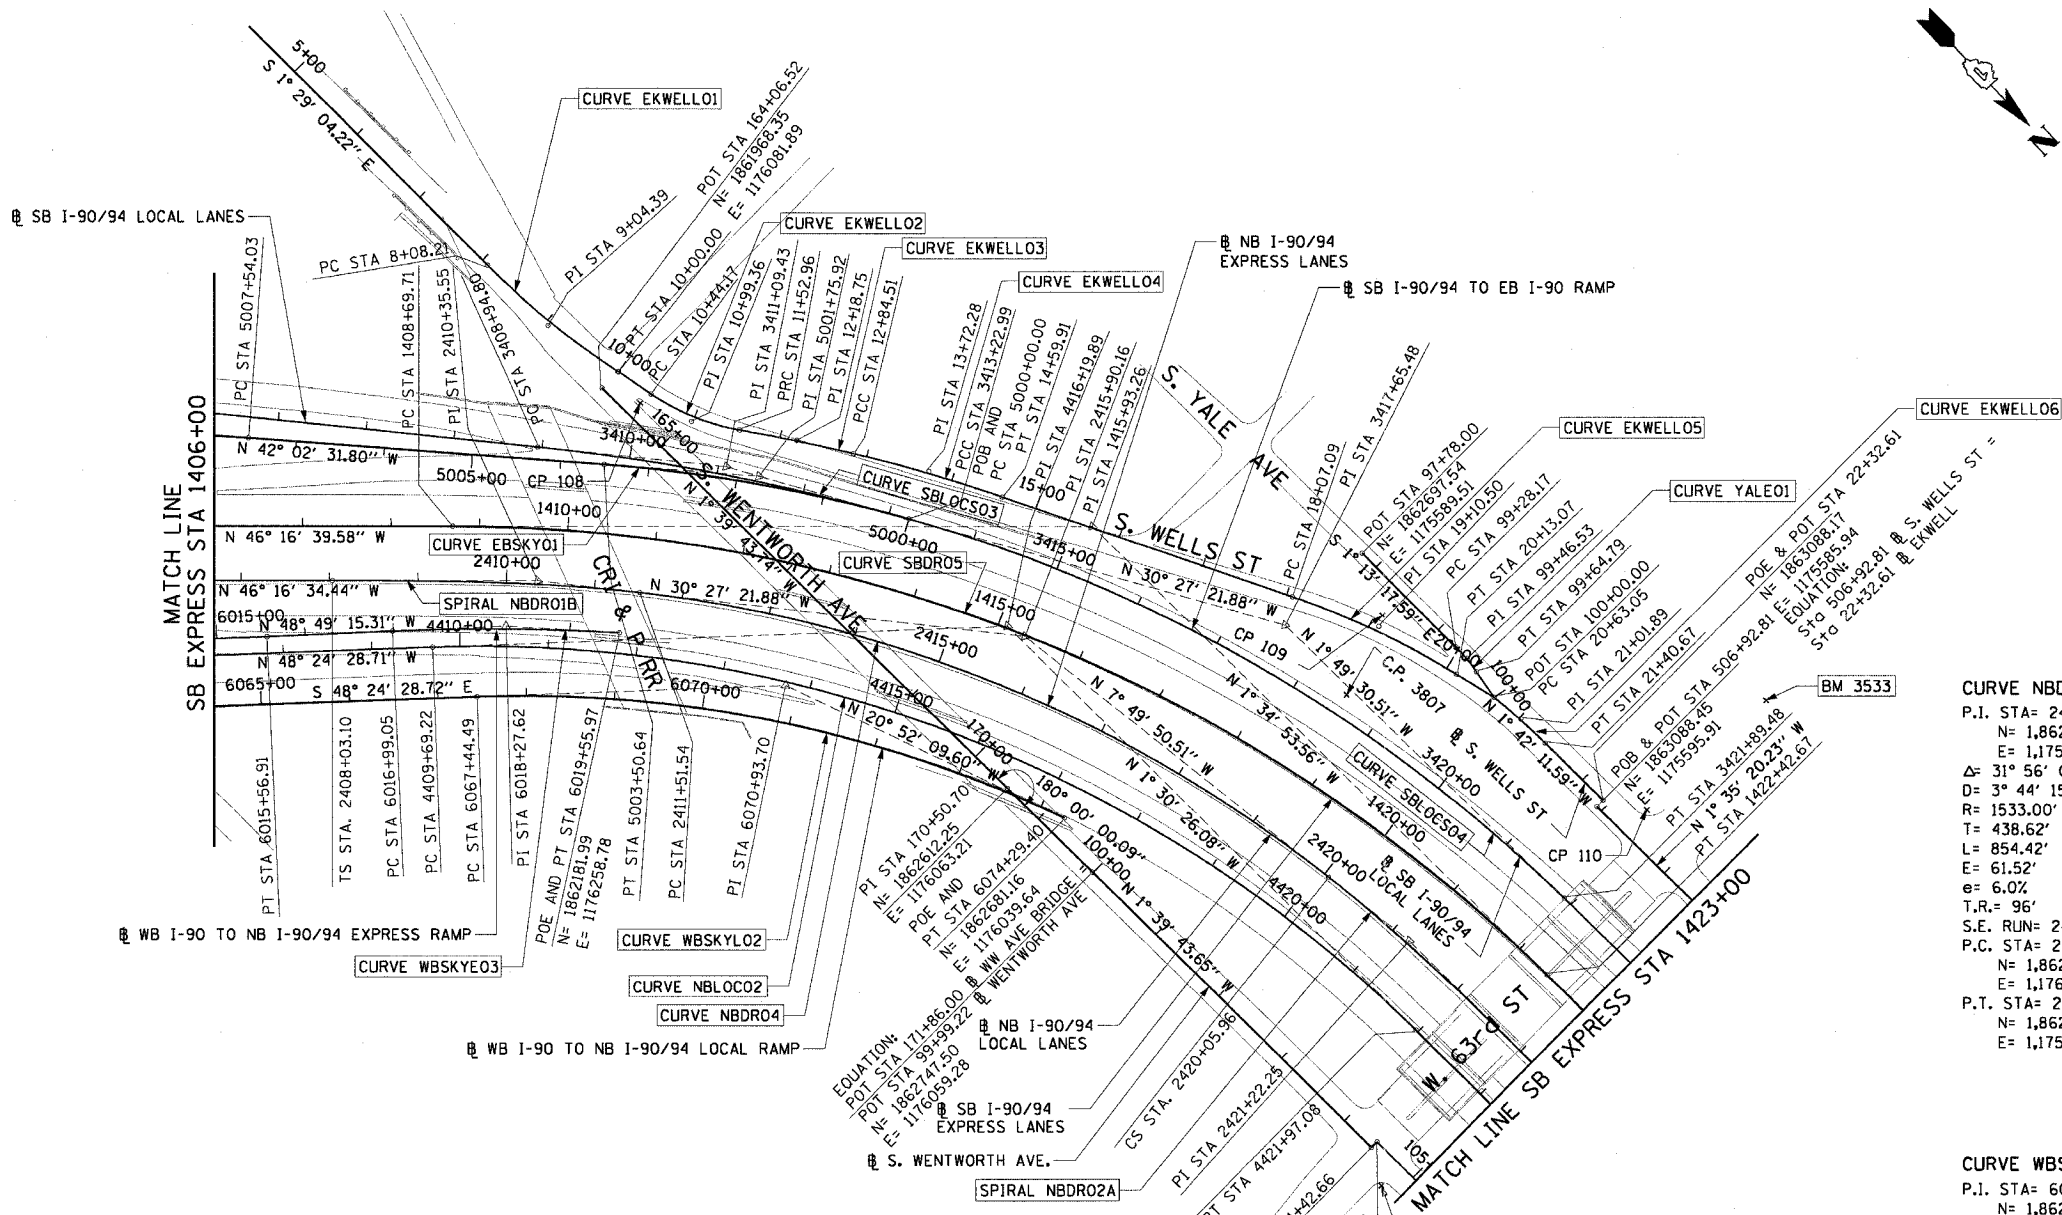 5+00
S 1° 29' 04.22" E
CURVE EKWELL01
POT STA 164+06.52
N= 1861968.35
E= 1176081.89
N
℄ SB I-90/94 LOCAL LANES
PC STA 8+08.21
PI STA 9+04.39
CURVE EKWELL02
CURVE EKWELL03
CURVE EKWELL04
℄ NB I-90/94
EXPRESS LANES
℄ SB I-90/94 TO EB I-90 RAMP
PC STA 5007+54.03
PC STA 1408+69.71
PI STA 2410+35.55
PC STA 3408+94.80
10+00
PT STA 10+00.00
PC STA 10+44.17
PI STA 10+99.36
PI STA 3411+09.43
PRC STA 11+52.96
PI STA 5001+75.92
PI STA 12+18.75
PCC STA 12+84.51
PI STA 13+72.28
PCC STA 3413+22.99
POB AND
PC STA 5000+00.00
PT STA 14+59.91
PI STA 4416+19.89
PI STA 2415+90.16
PI STA 1415+93.26
S. YALE
AVE
PC STA 18+07.09
PI STA 3417+65.48
CURVE EKWELL05
CURVE EKWELL06
CURVE YALE01
MATCH LINE
SB EXPRESS STA 1406+00
N 42° 02' 31.80" W
5005+00
CP 108
3410+00
165+00
1410+00
S. WENTWORTH AVE
N 1° 39' 43.74" W
CURVE SBLOCS03
15+00
5000+00
3415+00
S. WELLS ST
N 30° 27' 21.88" W
S 1° 13' 17.59" E
POT STA 97+78.00
N= 1862697.54
E= 1175589.51
PI STA 19+10.50
PC STA 99+28.17
PT STA 20+13.07
PI STA 99+46.53
PT STA 99+64.79
POT STA 100+00.00
PC STA 20+63.05
PI STA 21+01.89
PT STA 21+40.67
20+00
100+00
POE & POT STA 22+32.61
N= 1863088.17
E= 1175585.94
EQUATION:
Sta 506+92.81 ℄ S. WELLS ST =
Sta 22+32.61 ℄ EKWELL
POB & POT STA 506+92.81
N= 1863088.45
E= 1175595.91
N 46° 16' 39.58" W
CURVE EBSKY01
2410+00
CRI & P RR
N 46° 16' 34.44" W
SPIRAL NBDR01B
N 30° 27' 21.88" W
CURVE SBDR05
1415+00
2415+00
CP 109
N 1° 49' 30.51" W
C.P. 3807
N 1° 42' 11.59" W
℄ S. WELLS ST
BM 3533
6015+00
N 48° 49' 15.31" W
4410+00
N 48° 24' 28.71" W
6065+00
S 48° 24' 28.72" E
6070+00
4415+00
N 20° 52' 09.60" W
170+00
N 7° 49' 50.51" W
N 1° 34' 53.56" W
N 1° 30' 26.08" W
3420+00
CURVE SBLOCS04
1420+00
2420+00
4420+00
℄ SB I-90/94
LOCAL LANES
CP 110
PT STA 3421+89.48
N 1° 35' 20.23" W
PT STA 1422+42.67
PT STA 6015+56.91
TS STA. 2408+03.10
PC STA 6016+99.05
PC STA 4409+69.22
PC STA 6067+44.49
PI STA 6018+27.62
POE AND PT STA 6019+55.97
N= 1862181.99
E= 1176258.78
PT STA 5003+50.64
PC STA 2411+51.54
PI STA 6070+93.70
℄ WB I-90 TO NB I-90/94 EXPRESS RAMP
CURVE WBSKYE03
CURVE WBSKYL02
CURVE NBLOC02
CURVE NBDR04
℄ WB I-90 TO NB I-90/94 LOCAL RAMP
PI STA 170+50.70
N= 1862612.25
E= 1176063.21
POE AND
PT STA 6074+29.40
N= 1862681.16
E= 1176039.64
180° 00' 00.09"
100+00
N 1° 39' 43.65" W
EQUATION:
POT STA 171+86.00 ℄ WW AVE BRIDGE =
POT STA 99+99.22 ℄ WENTWORTH AVE
N= 1862747.50
E= 1176059.28
℄ NB I-90/94
LOCAL LANES
℄ SB I-90/94
EXPRESS LANES
℄ S. WENTWORTH AVE.
SPIRAL NBDR02A
CS STA. 2420+05.96
PI STA 2421+22.25
PT STA 4421+97.08
+42.66
105
W. 63rd ST
MATCH LINE SB EXPRESS STA 1423+00
CURVE NBD
P.I. STA= 24
N= 1,862
E= 1,175
Δ= 31° 56' 0
D= 3° 44' 15
R= 1533.00'
T= 438.62'
L= 854.42'
E= 61.52'
e= 6.0%
T.R.= 96'
S.E. RUN= 2
P.C. STA= 2
N= 1,862
E= 1,176
P.T. STA= 2
N= 1,862
E= 1,175
CURVE WBS
P.I. STA= 60
N= 1,862